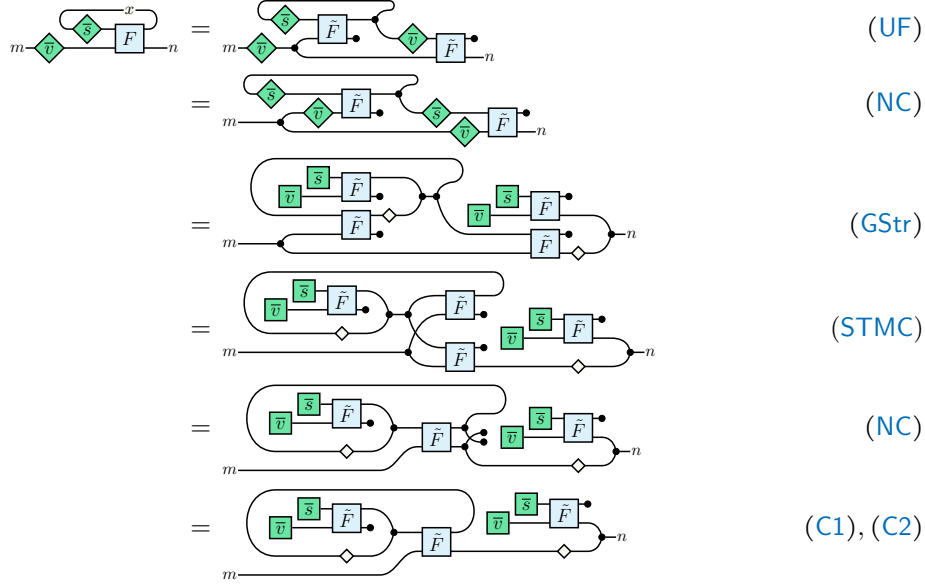 x
s̅ F
m v̅ n = s̅ F̃ m v̅ v̅ F̃ n (UF)
= s̅ F̃ m v̅ s̅ v̅ F̃ n (NC)
= s̅ v̅ F̃ F̃ m s̅ v̅ F̃ F̃ n (GStr)
= s̅ v̅ F̃ m F̃ F̃ s̅ v̅ F̃ n (STMC)
= s̅ v̅ F̃ m F̃ s̅ v̅ F̃ n (NC)
= s̅ v̅ F̃ m F̃ s̅ v̅ F̃ n (C1), (C2)